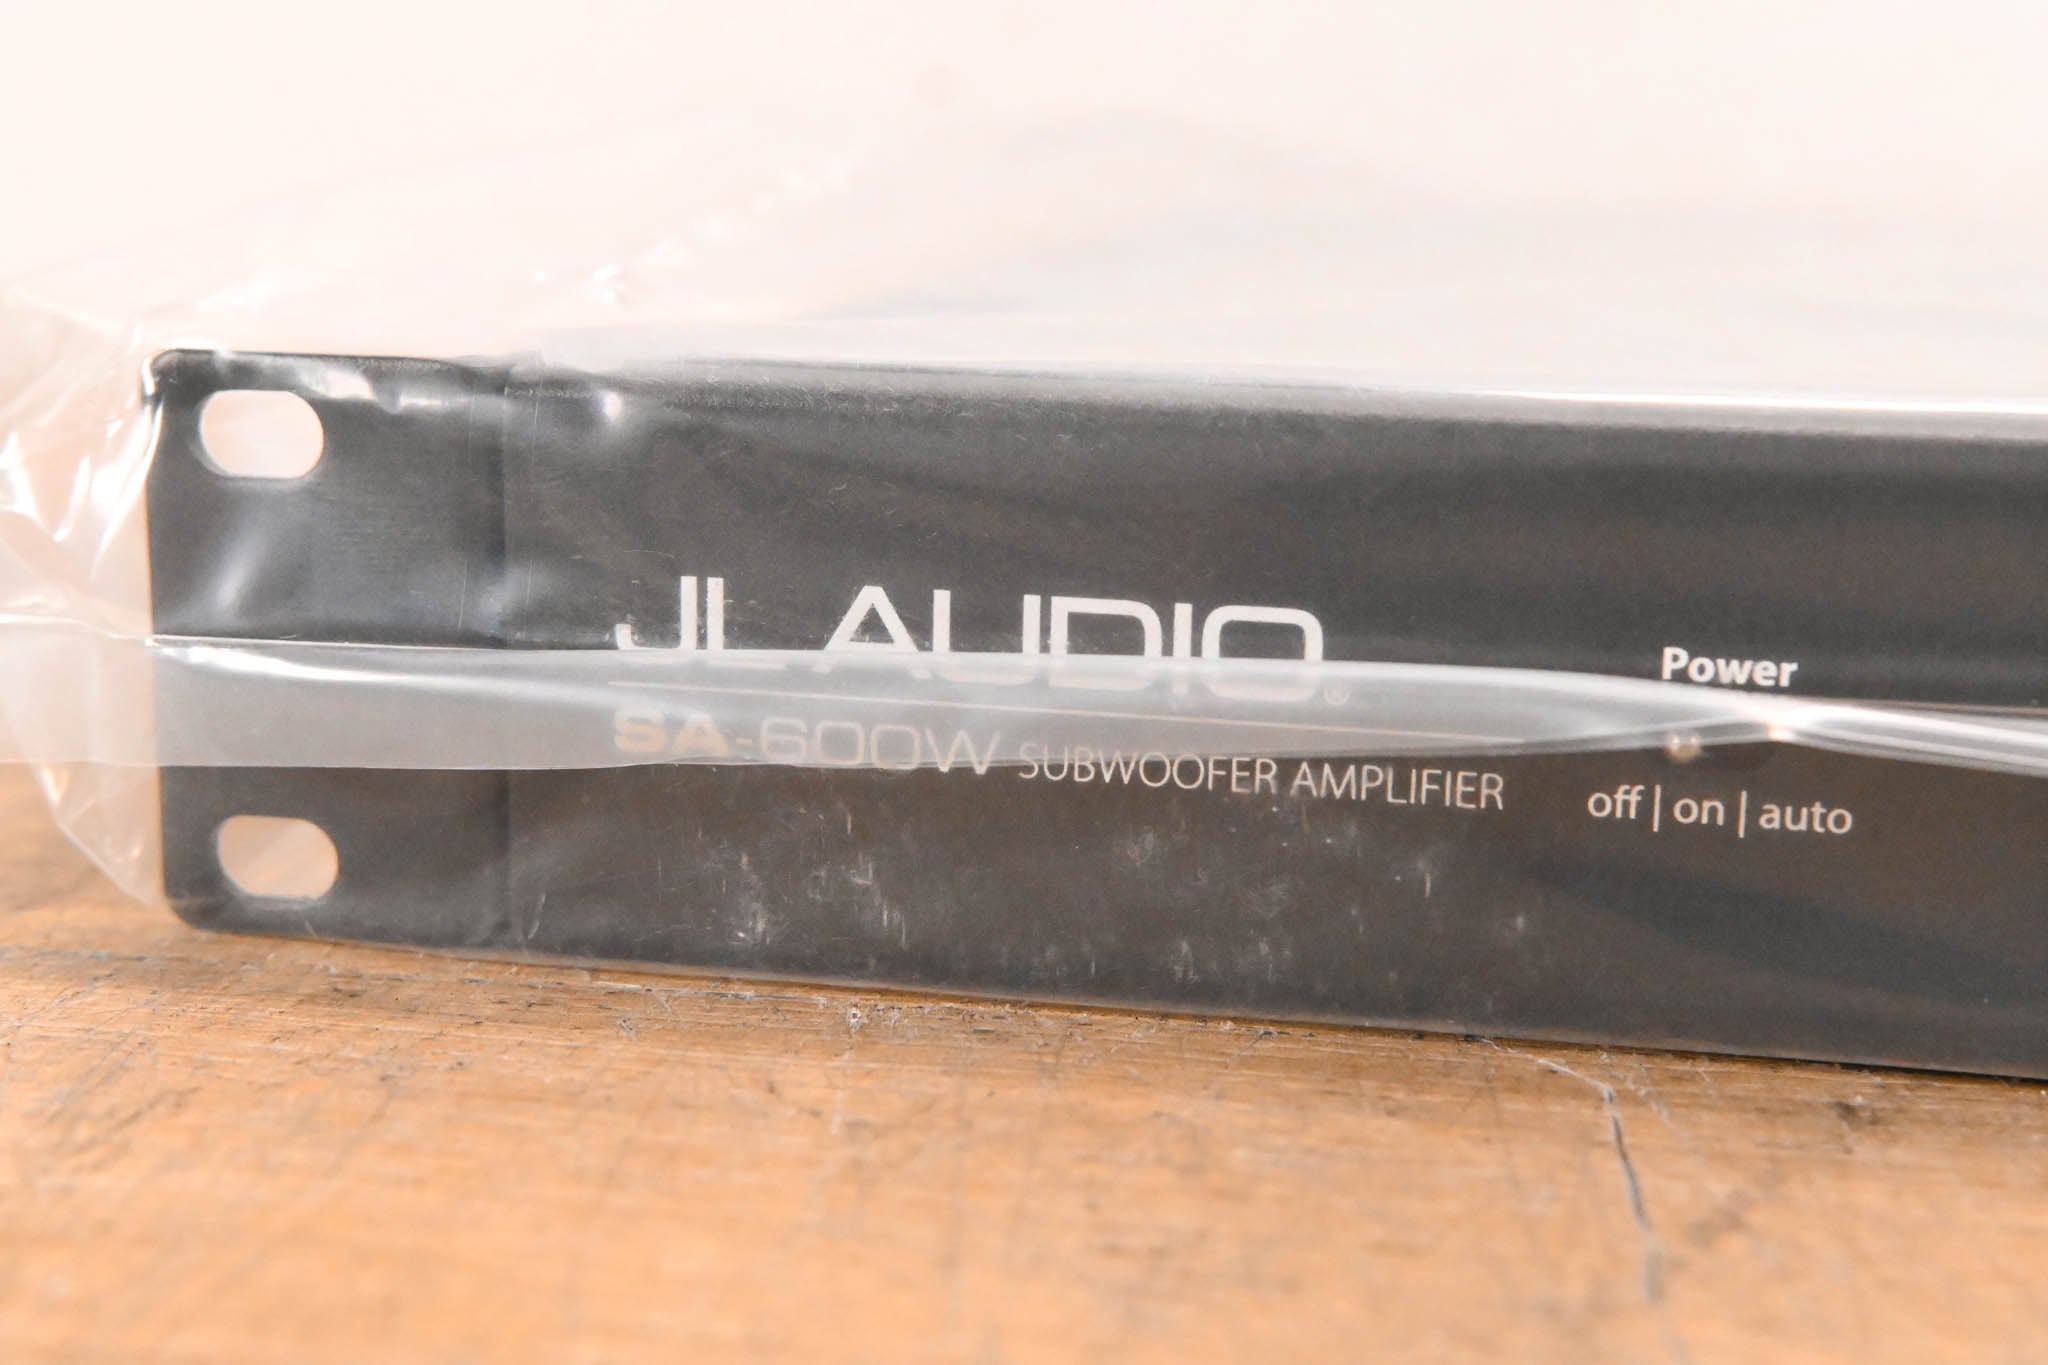 JL AUDIO®
SA-600W SUBWOOFER AMPLIFIER
Power
off | on | auto